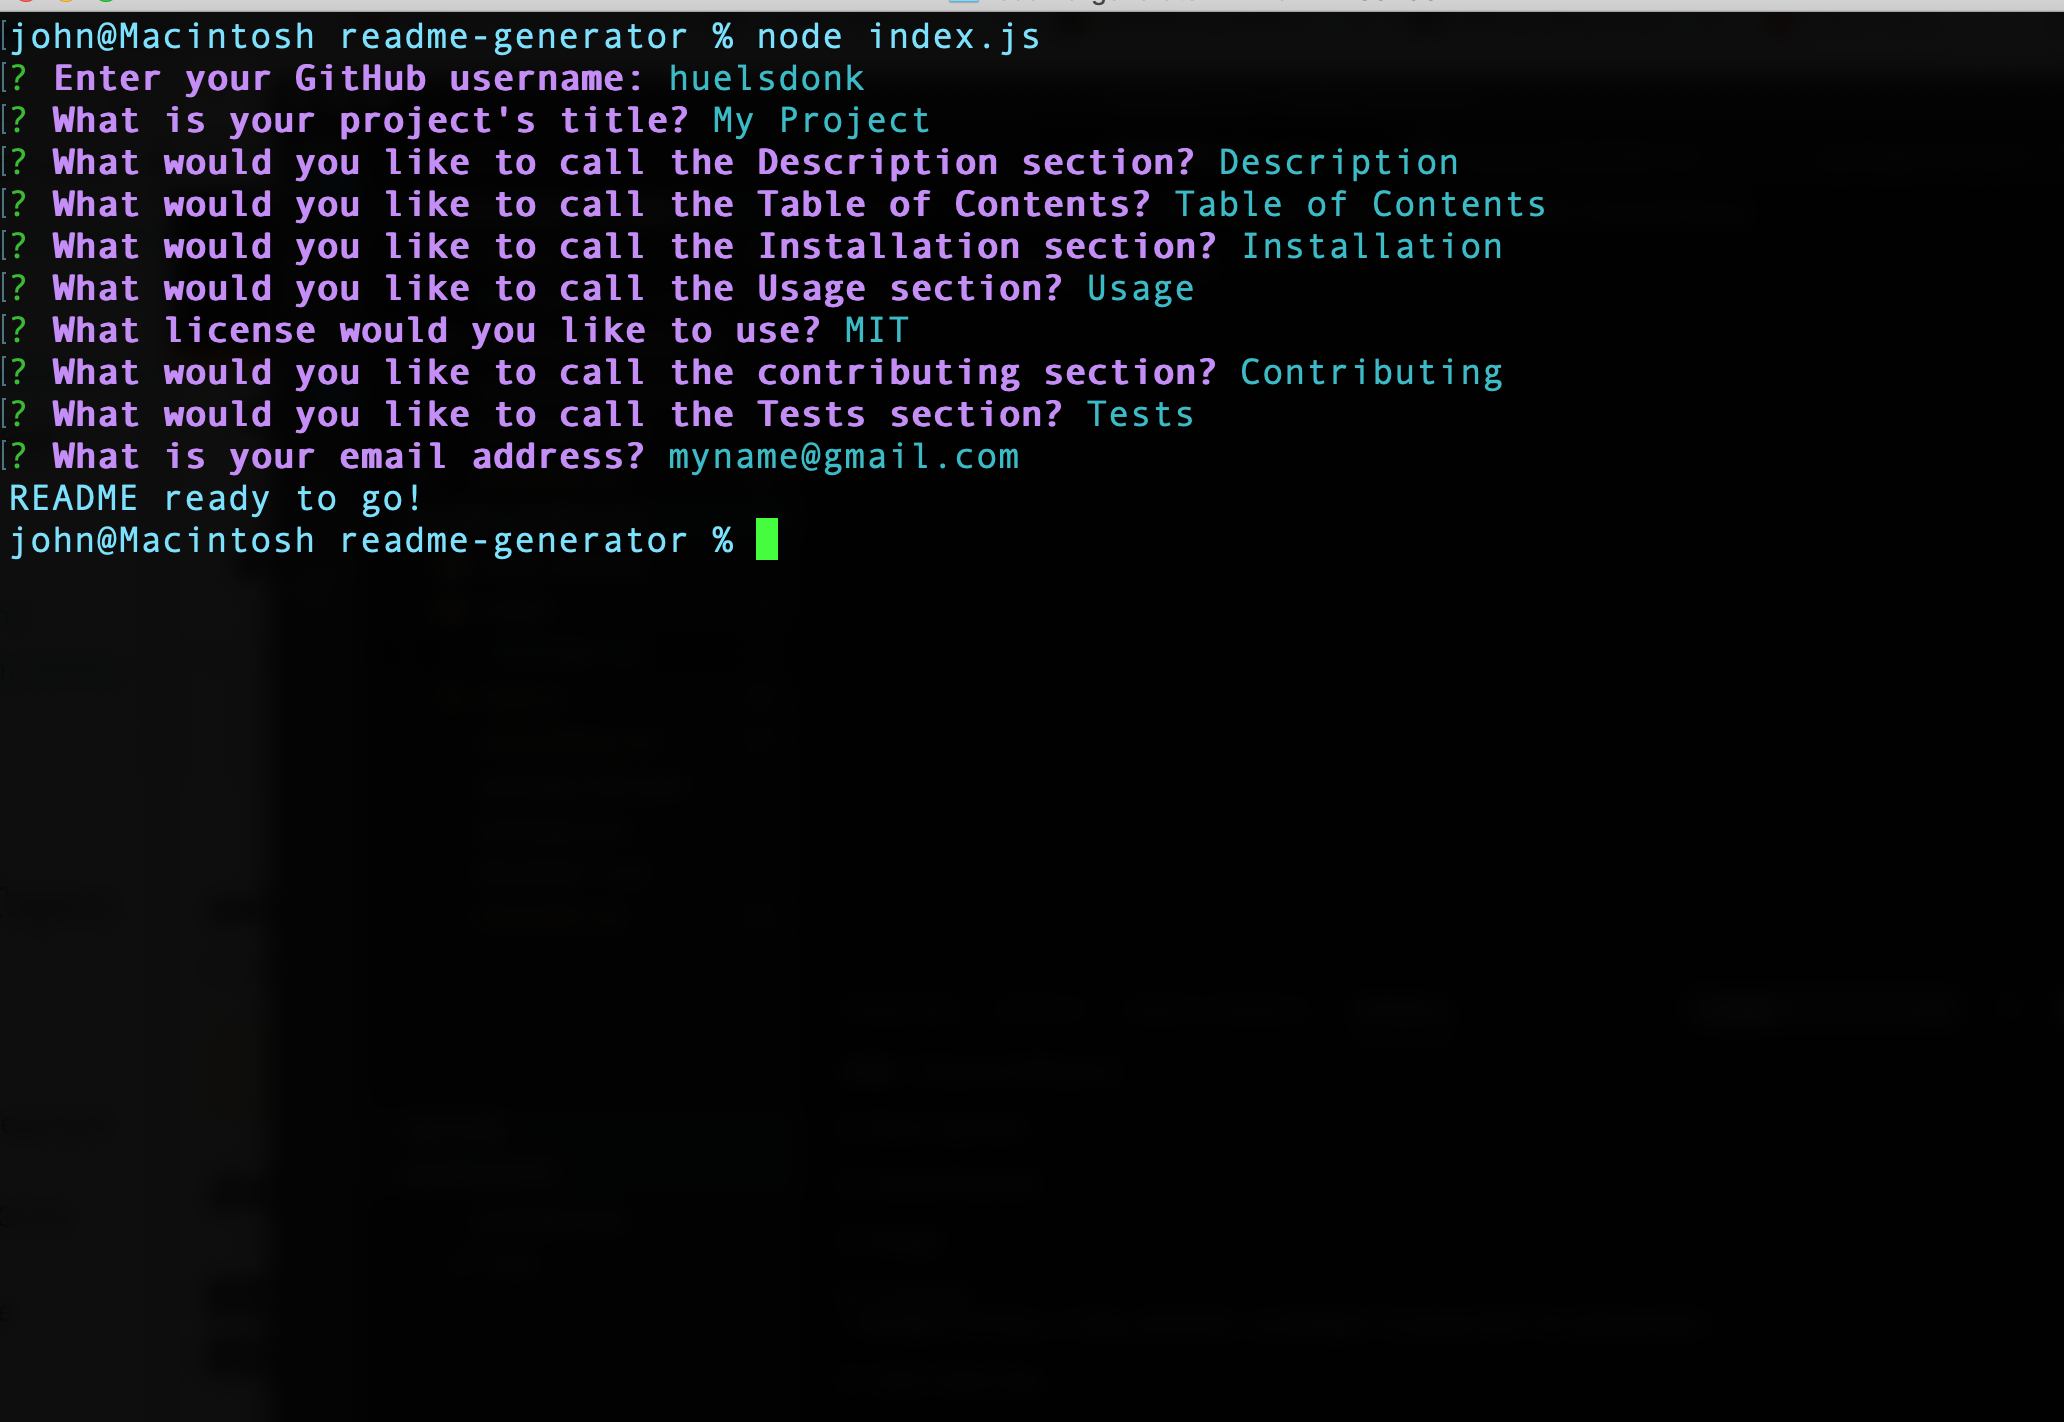 john@Macintosh readme-generator % node index.js
? Enter your GitHub username: huelsdonk
? What is your project's title? My Project
? What would you like to call the Description section? Description
? What would you like to call the Table of Contents? Table of Contents
? What would you like to call the Installation section? Installation
? What would you like to call the Usage section? Usage
? What license would you like to use? MIT
? What would you like to call the contributing section? Contributing
? What would you like to call the Tests section? Tests
? What is your email address? myname@gmail.com
README ready to go!
john@Macintosh readme-generator %